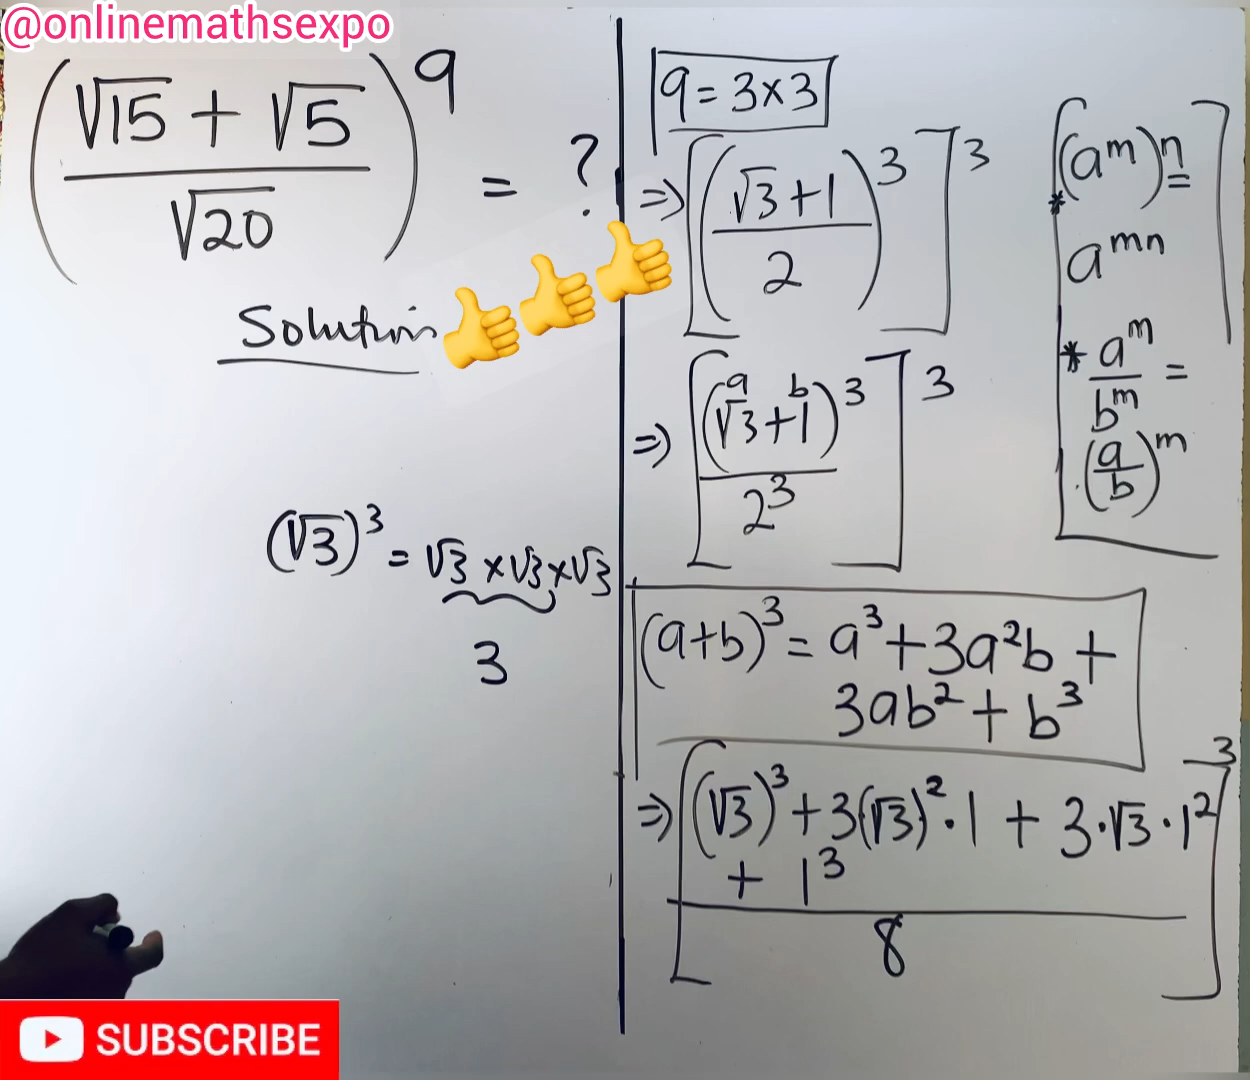 @onlinemathsexpo
((√15 + √5)/√20)^9 = ?
Solution
(√3)^3 = √3 × √3 × √3
3
9 = 3×3
⇒ [((√3+1)/2)^3]^3
⇒ [(√3+1)^3/2^3]^3
a b
(a+b)^3 = a^3 + 3a^2b +
3ab^2 + b^3
⇒ [((√3)^3 + 3(√3)^2·1 + 3·√3·1^2
+ 1^3)/8]^3
* (a^m)^n =
a^mn
* a^m/b^m =
·(a/b)^m
SUBSCRIBE